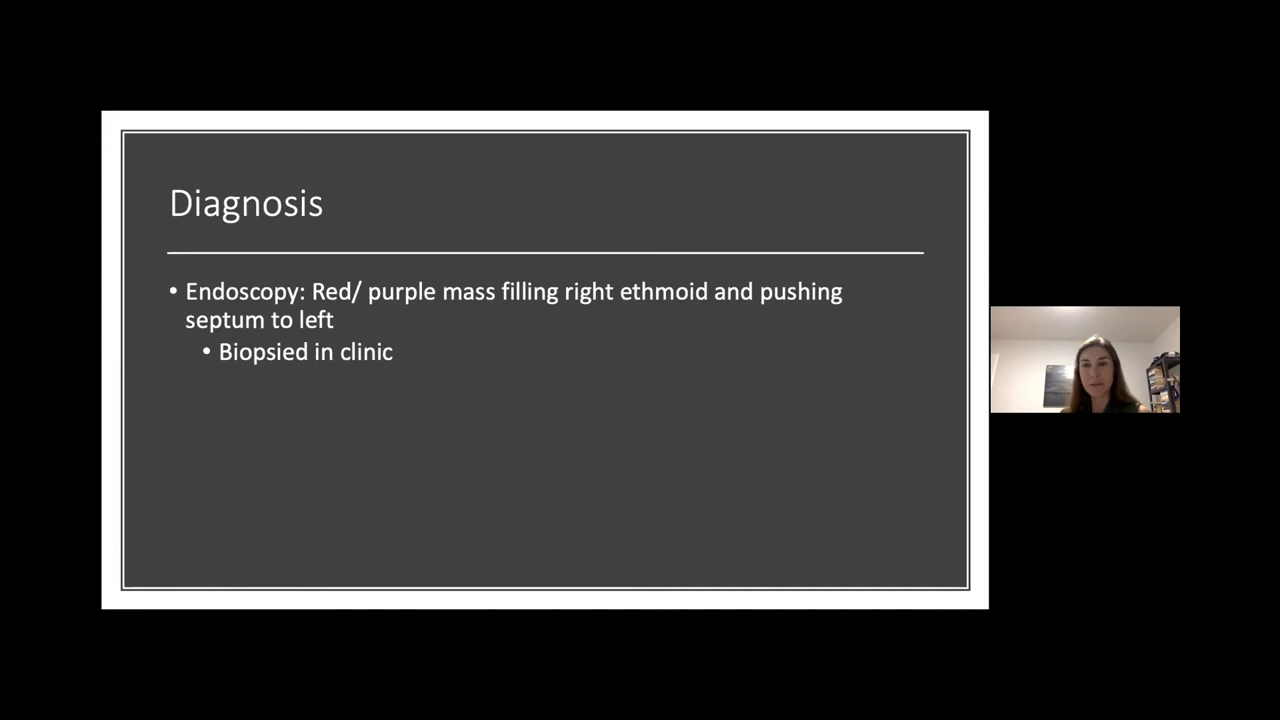 Diagnosis
• Endoscopy: Red/ purple mass filling right ethmoid and pushing
septum to left
• Biopsied in clinic